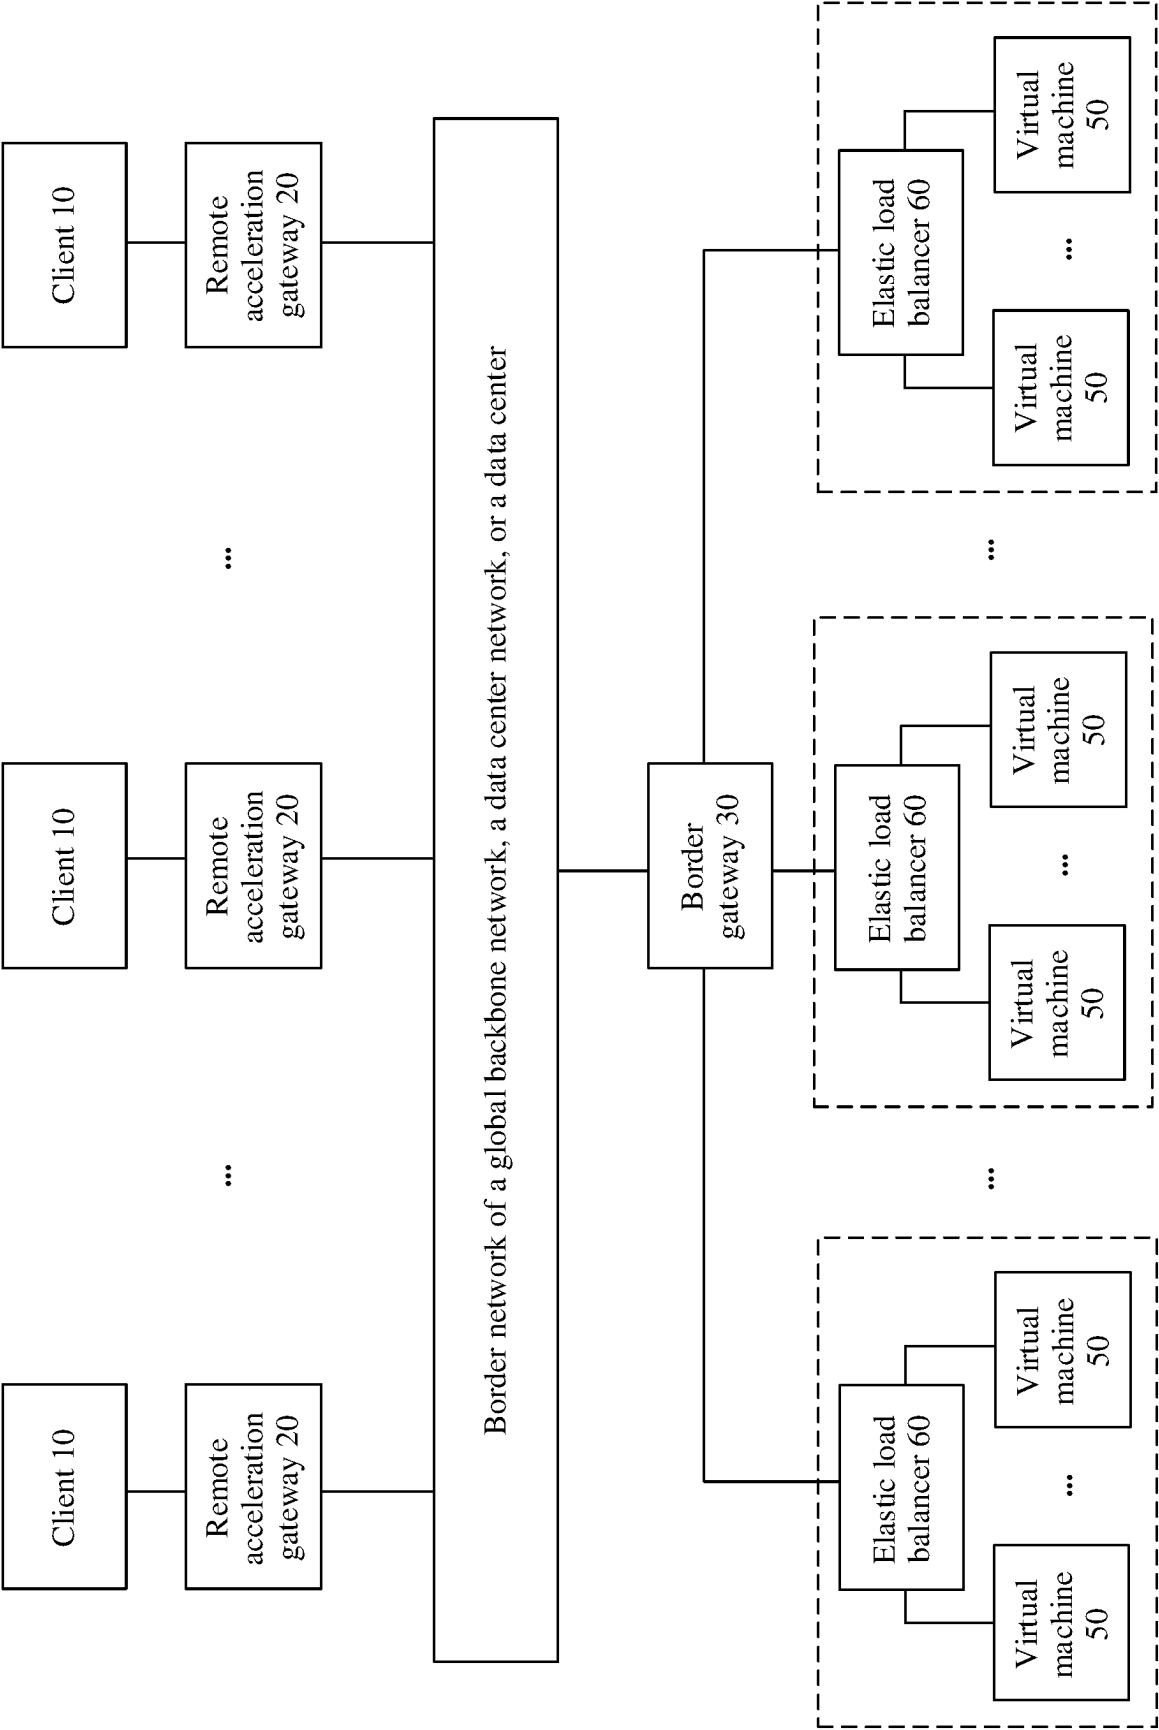 Client 10
Client 10
Client 10
Remote
acceleration
gateway 20
...
Remote
acceleration
gateway 20
...
Remote
acceleration
gateway 20
Border network of a global backbone network, a data center network, or a data center
Border
gateway 30
Elastic load
balancer 60
Virtual
machine
50
...
Virtual
machine
50
...
Elastic load
balancer 60
Virtual
machine
50
...
Virtual
machine
50
...
Elastic load
balancer 60
Virtual
machine
50
...
Virtual
machine
50